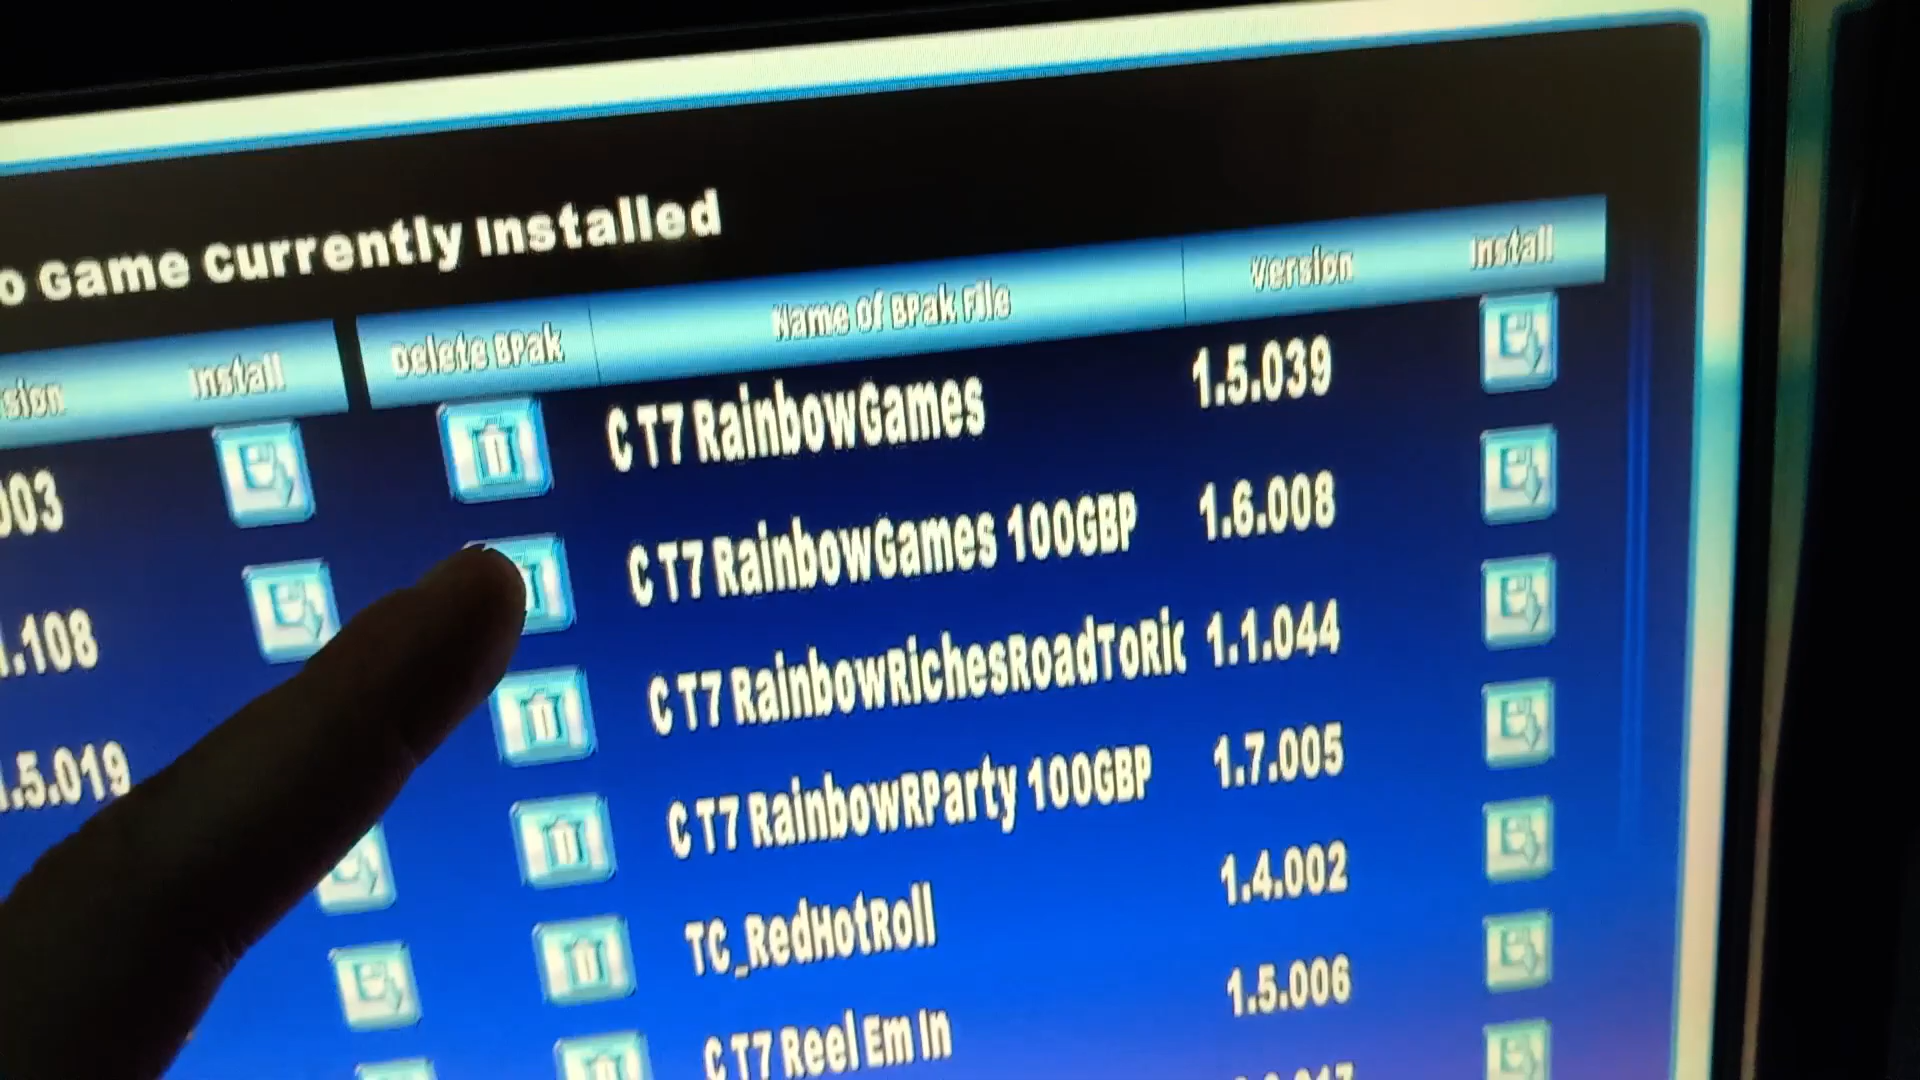 o Game currently Installed
sion Install Delete BPak Name Of BPak File Version Install
003 C T7 RainbowGames 1.5.039
.108 C T7 RainbowGames 100GBP 1.6.008
.5.019 C T7 RainbowRichesRoadToRic 1.1.044
C T7 RainbowRParty 100GBP 1.7.005
TC_RedHotRoll 1.4.002
C T7 Reel Em In 1.5.006